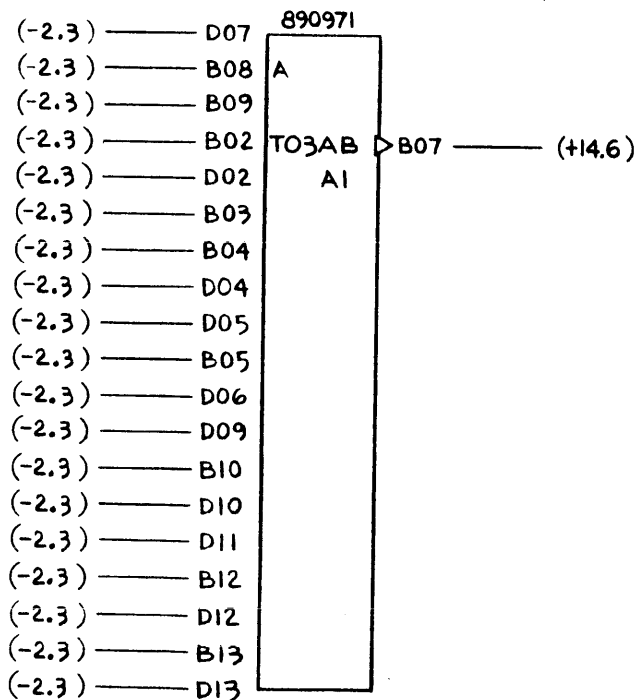 890971
(-2.3) D07
(-2.3) B08 A
(-2.3) B09
(-2.3) B02 T03AB B07 (+14.6)
(-2.3) D02 A1
(-2.3) B03
(-2.3) B04
(-2.3) D04
(-2.3) D05
(-2.3) B05
(-2.3) D06
(-2.3) D09
(-2.3) B10
(-2.3) D10
(-2.3) D11
(-2.3) B12
(-2.3) D12
(-2.3) B13
(-2.3) D13